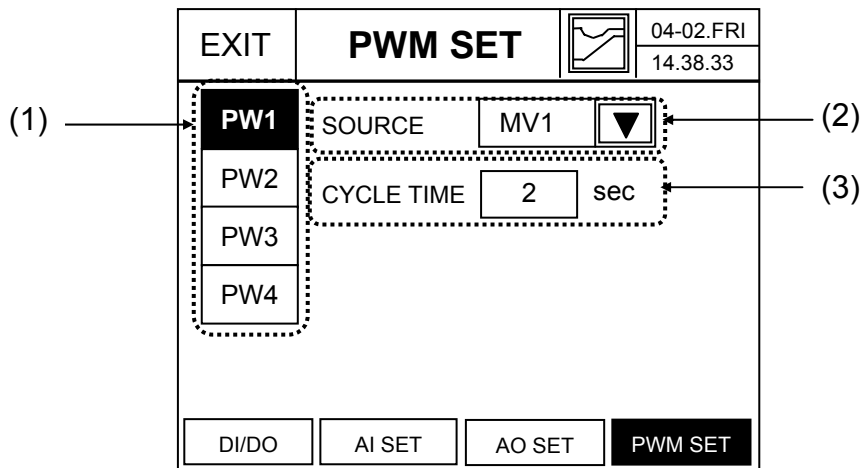 EXIT
PWM SET
04-02.FRI
14.38.33
(1)
PW1
SOURCE
MV1
(2)
PW2
CYCLE TIME
2
sec
(3)
PW3
PW4
DI/DO
AI SET
AO SET
PWM SET